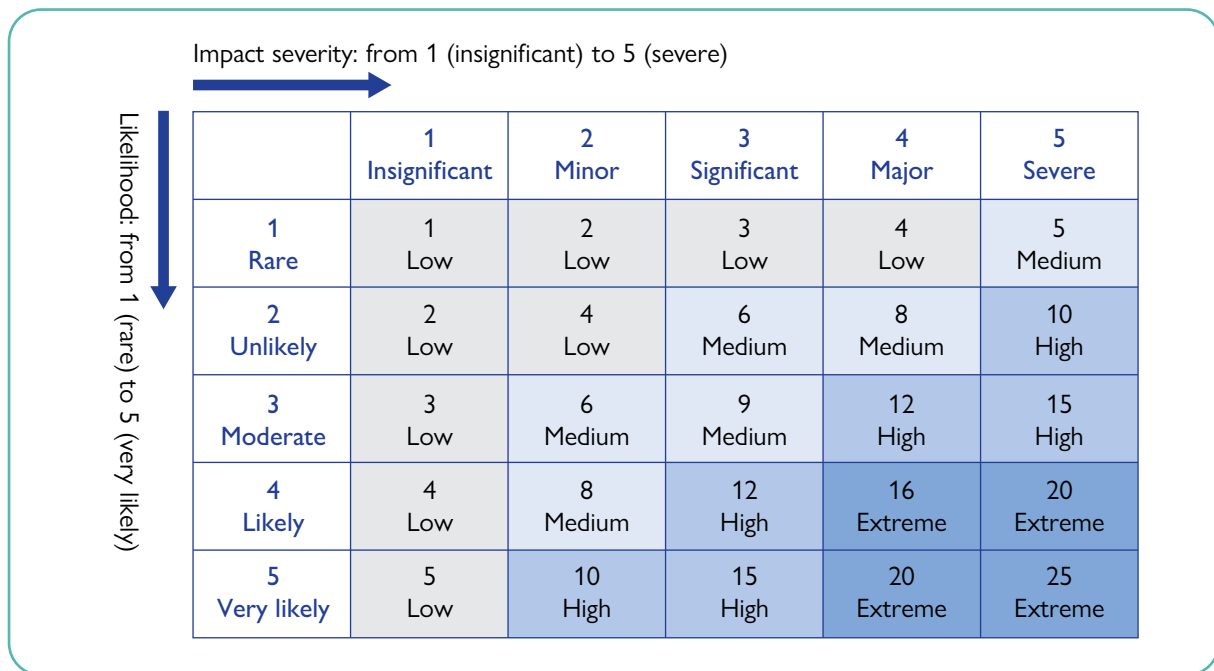 Impact severity: from 1 (insignificant) to 5 (severe)
Likelihood: from 1 (rare) to 5 (very likely)
1 2 3 4 5
Insignificant Minor Significant Major Severe
1 1 2 3 4 5
Rare Low Low Low Low Medium
2 2 4 6 8 10
Unlikely Low Low Medium Medium High
3 3 6 9 12 15
Moderate Low Medium Medium High High
4 4 8 12 16 20
Likely Low Medium High Extreme Extreme
5 5 10 15 20 25
Very likely Low High High Extreme Extreme